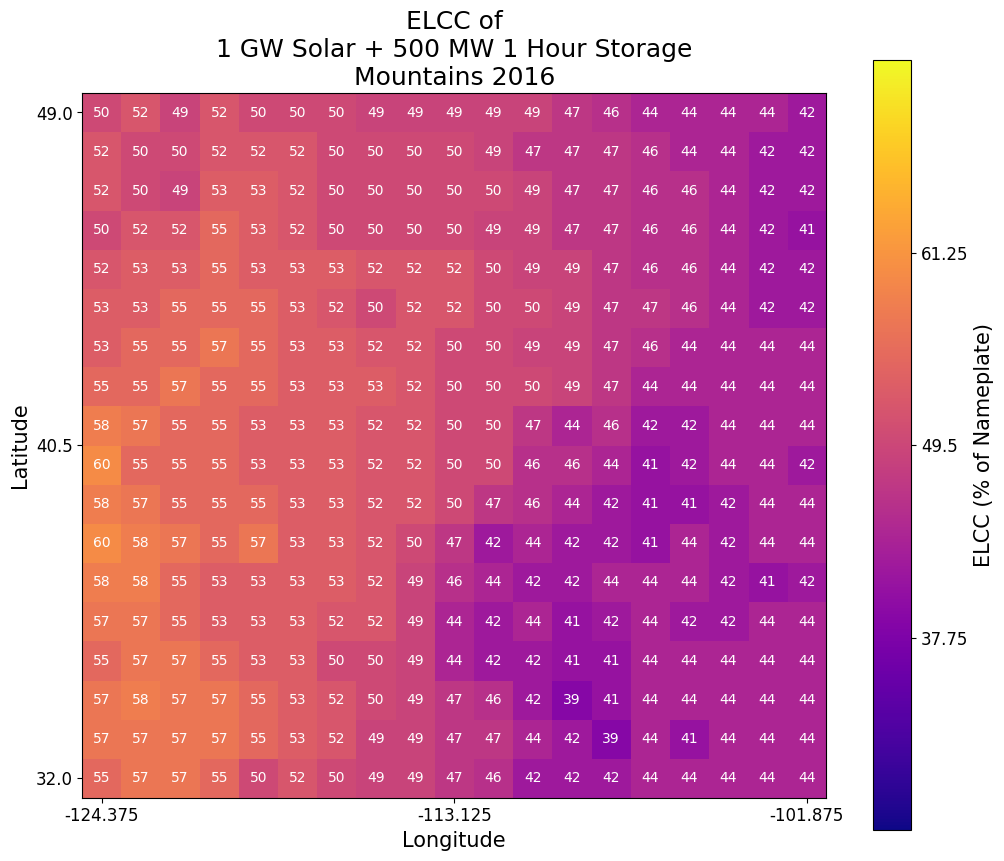 ELCC of
1 GW Solar + 500 MW 1 Hour Storage
Mountains 2016
49.0 50 52 49 52 50 50 50 49 49 49 49 49 47 46 44 44 44 44 42
52 50 50 52 52 52 50 50 50 50 49 47 47 47 46 44 44 42 42
52 50 49 53 53 52 50 50 50 50 50 49 47 47 46 46 44 42 42
50 52 52 55 53 52 50 50 50 50 49 49 47 47 46 46 44 42 41
61.25
52 53 53 55 53 53 53 52 52 52 50 49 49 47 46 46 44 42 42
53 53 55 55 55 53 52 50 52 52 50 50 49 47 47 46 44 42 42
53 55 55 57 55 53 53 52 52 50 50 49 49 47 46 44 44 44 44
55 55 57 55 55 53 53 53 52 50 50 50 49 47 44 44 44 44 44
58 57 55 55 53 53 53 52 52 50 50 47 44 46 42 42 44 44 44
40.5
49.5
60 55 55 55 53 53 53 52 52 50 50 46 46 44 41 42 44 44 42
58 57 55 55 55 53 53 52 52 50 47 46 44 42 41 41 42 44 44
60 58 57 55 57 53 53 52 50 47 42 44 42 42 41 44 42 44 44
58 58 55 53 53 53 53 52 49 46 44 42 42 44 44 44 42 41 42
57 57 55 53 53 53 52 52 49 44 42 44 41 42 44 42 42 44 44
37.75
55 57 57 55 53 53 50 50 49 44 42 42 41 41 44 44 44 44 44
57 58 57 57 55 53 52 50 49 47 46 42 39 41 44 44 44 44 44
57 57 57 57 55 53 52 49 49 47 47 44 42 39 44 41 44 44 44
32.0 55 57 57 55 50 52 50 49 49 47 46 42 42 42 44 44 44 44 44
-124.375 -113.125 -101.875
Longitude
Latitude
ELCC (% of Nameplate)